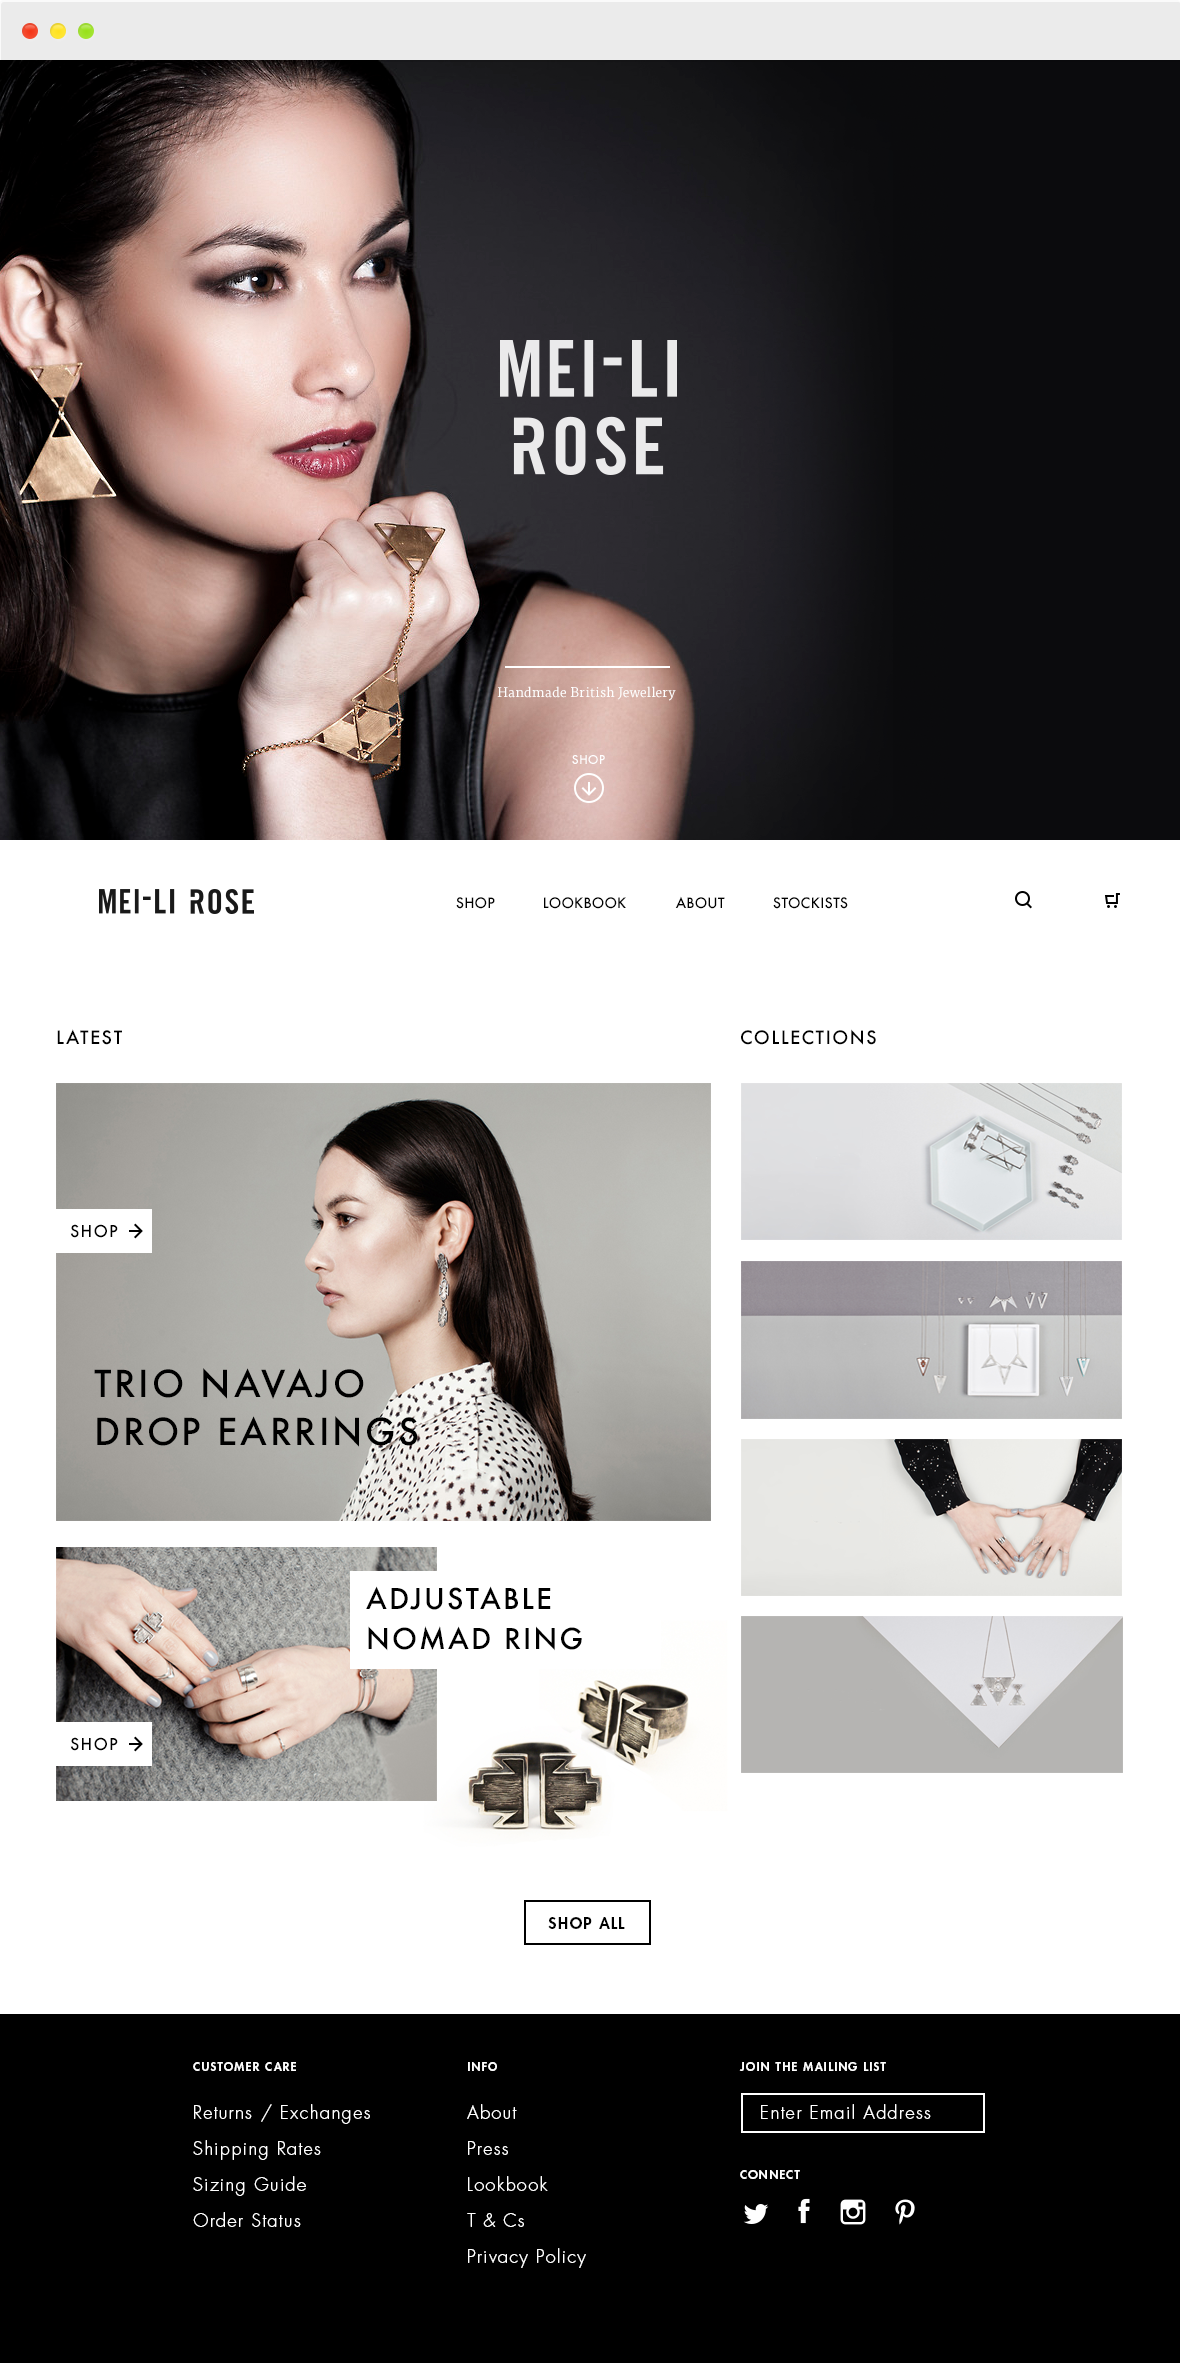 MEI-LI
ROSE
Handmade British Jewellery
SHOP
MEI-LI ROSE
SHOP
LOOKBOOK
ABOUT
STOCKISTS
LATEST
SHOP
TRIO NAVAJO
DROP EARRINGS
ADJUSTABLE
NOMAD RING
SHOP
COLLECTIONS
SHOP ALL
CUSTOMER CARE
Returns / Exchanges
Shipping Rates
Sizing Guide
Order Status
INFO
About
Press
Lookbook
T & Cs
Privacy Policy
JOIN THE MAILING LIST
Enter Email Address
CONNECT